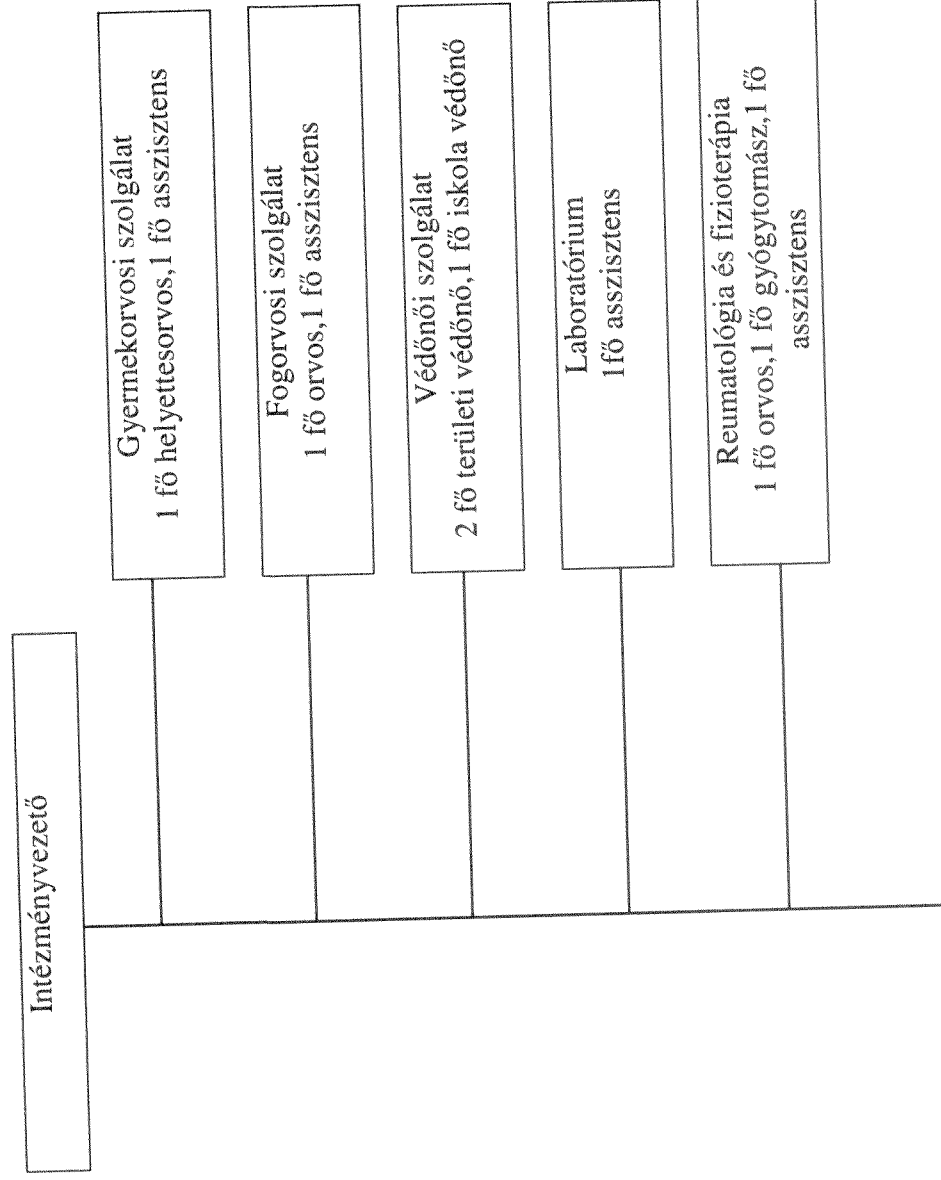 Intézményvezető
Gyermekorvosi szolgálat
1 fő helyettesorvos,1 fő asszisztens
Fogorvosi szolgálat
1 fő orvos,1 fő asszisztens
Védőnői szolgálat
2 fő területi védőnő,1 fő iskola védőnő
Laboratórium
1fő asszisztens
Reumatológia és fizioterápia
1 fő orvos,1 fő gyógytornász,1 fő
asszisztens